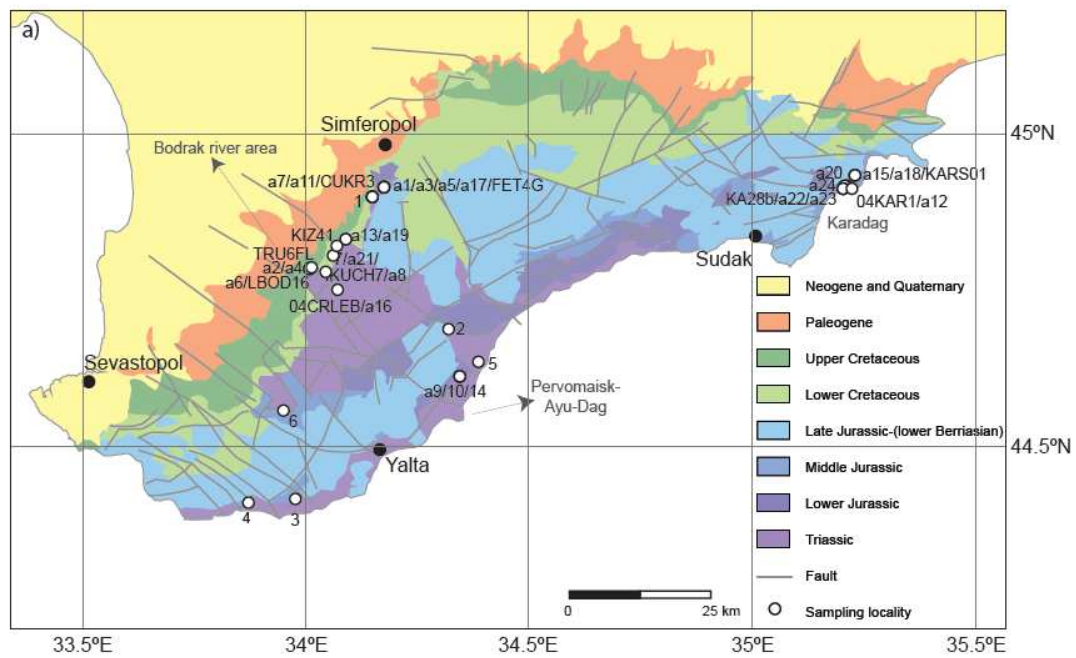 a)
Simferopol
45ºN
Bodrak river area
a7/a11/CUKR3
a1/a3/a5/a17/FET4G
1
a20
a15/a18/KARS01
a24
KA28b/a22/a23
04KAR1/a12
Karadag
KIZ41
a13/a19
TRU6FL
7/a21/
a2/a4
KUCH7/a8
a6/LBOD16
04CRLEB/a16
Sudak
2
Sevastopol
5
a9/10/14
Pervomaisk-
Ayu-Dag
6
Yalta
44.5ºN
4
3
Neogene and Quaternary
Paleogene
Upper Cretaceous
Lower Cretaceous
Late Jurassic-(lower Berriasian)
Middle Jurassic
Lower Jurassic
Triassic
Fault
Sampling locality
0
25 km
33.5ºE
34ºE
34.5ºE
35ºE
35.5ºE